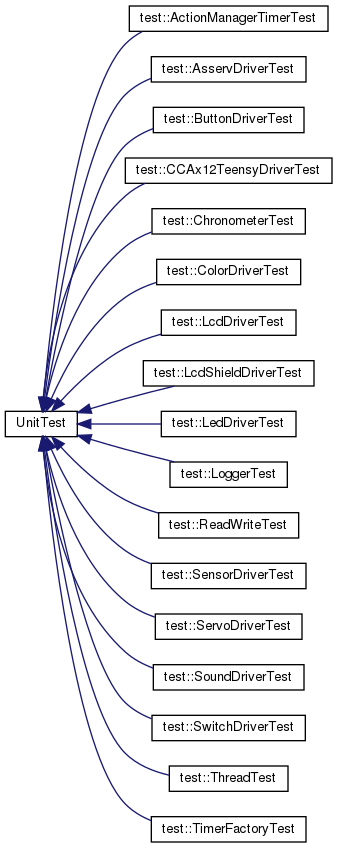 test::ActionManagerTimerTest
test::AsservDriverTest
test::ButtonDriverTest
test::CCAx12TeensyDriverTest
test::ChronometerTest
test::ColorDriverTest
test::LcdDriverTest
test::LcdShieldDriverTest
UnitTest
test::LedDriverTest
test::LoggerTest
test::ReadWriteTest
test::SensorDriverTest
test::ServoDriverTest
test::SoundDriverTest
test::SwitchDriverTest
test::ThreadTest
test::TimerFactoryTest